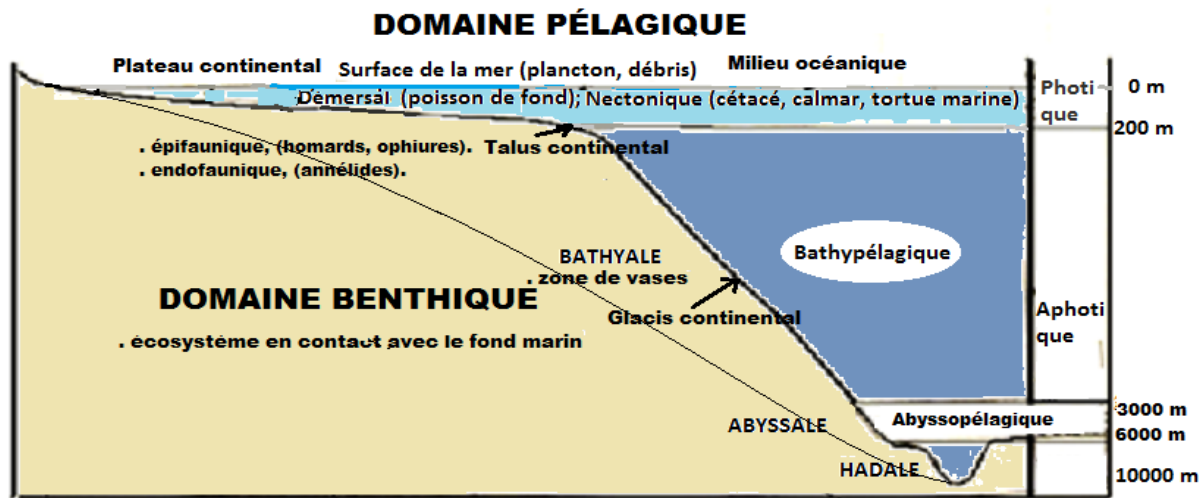 DOMAINE PÉLAGIQUE
Plateau continental
Surface de la mer (plancton, débris)
Milieu océanique
Démersal (poisson de fond); Nectonique (cétacé, calmar, tortue marine)
Photi
que
0 m
200 m
. épifaunique, (homards, ophiures).
Talus continental
. endofaunique, (annélides).
BATHYALE
. zone de vases
Bathypélagique
DOMAINE BENTHIQUE
Glacis continental
. écosystème en contact avec le fond marin
Aphoti
que
ABYSSALE
Abyssopélagique
3000 m
6000 m
HADALE
10000 m